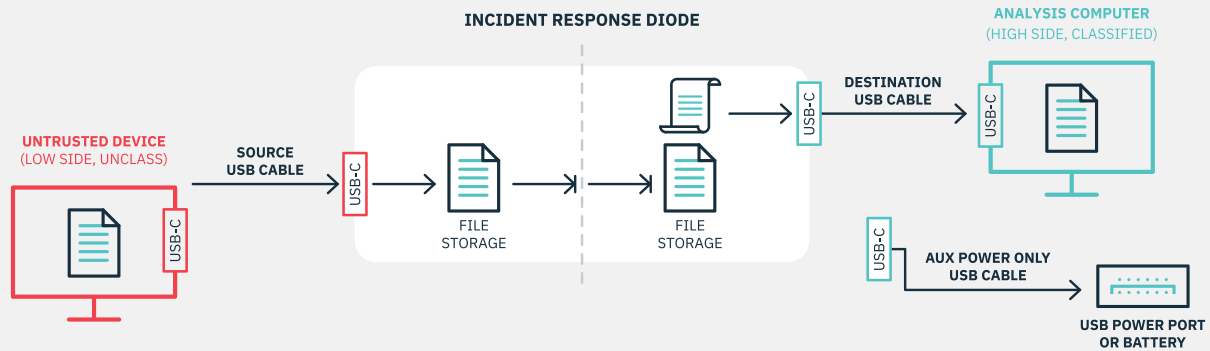 INCIDENT RESPONSE DIODE
ANALYSIS COMPUTER
(HIGH SIDE, CLASSIFIED)
UNTRUSTED DEVICE
(LOW SIDE, UNCLASS)
USB-C
SOURCE
USB CABLE
USB-C
FILE
STORAGE
FILE
STORAGE
USB-C
DESTINATION
USB CABLE
USB-C
USB-C
AUX POWER ONLY
USB CABLE
USB POWER PORT
OR BATTERY